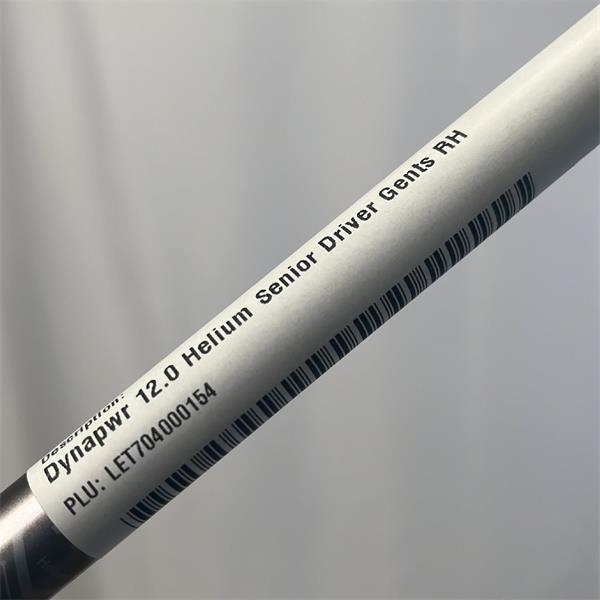 Description:
Dynapwr 12.0 Helium Senior Driver Gents RH
PLU: LET704000154